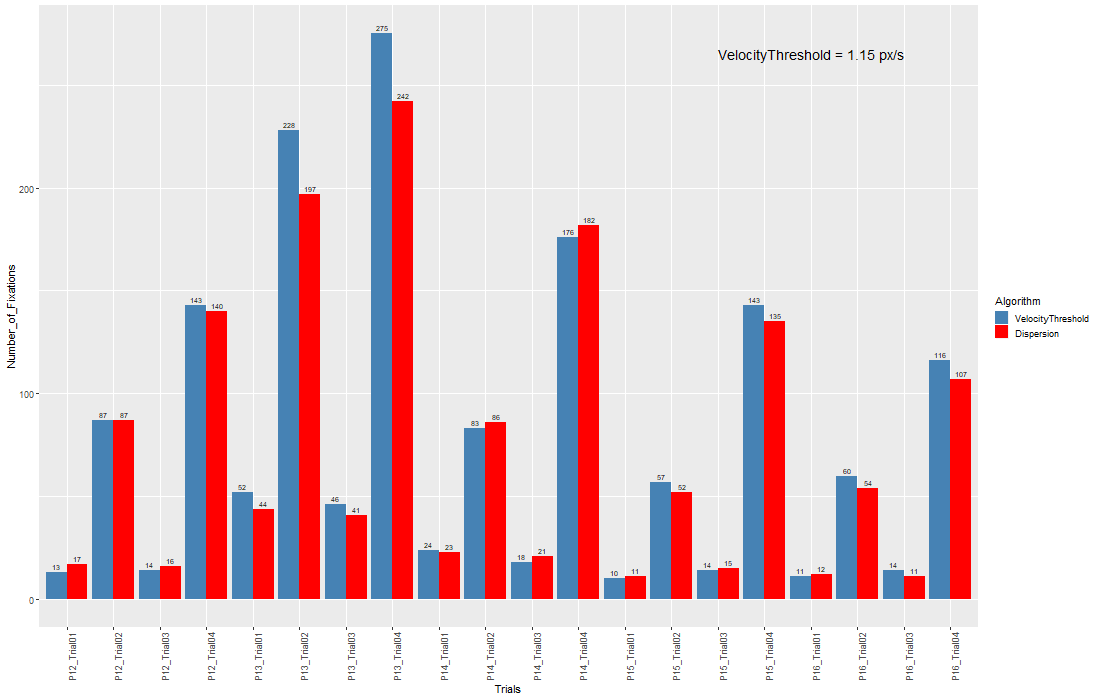 275
VelocityThreshold = 1.15 px/s
242
228
197
200
176
182
143
140
143
135
116
107
100
87
87
83
86
52
44
46
41
57
52
60
54
13
17
14
16
24
23
18
21
10
11
14
15
11
12
14
11
0
Number_of_Fixations
P12_Trial01
P12_Trial02
P12_Trial03
P12_Trial04
P13_Trial01
P13_Trial02
P13_Trial03
P13_Trial04
P14_Trial01
P14_Trial02
P14_Trial03
P14_Trial04
P15_Trial01
P15_Trial02
P15_Trial03
P15_Trial04
P16_Trial01
P16_Trial02
P16_Trial03
P16_Trial04
Trials
Algorithm
VelocityThreshold
Dispersion